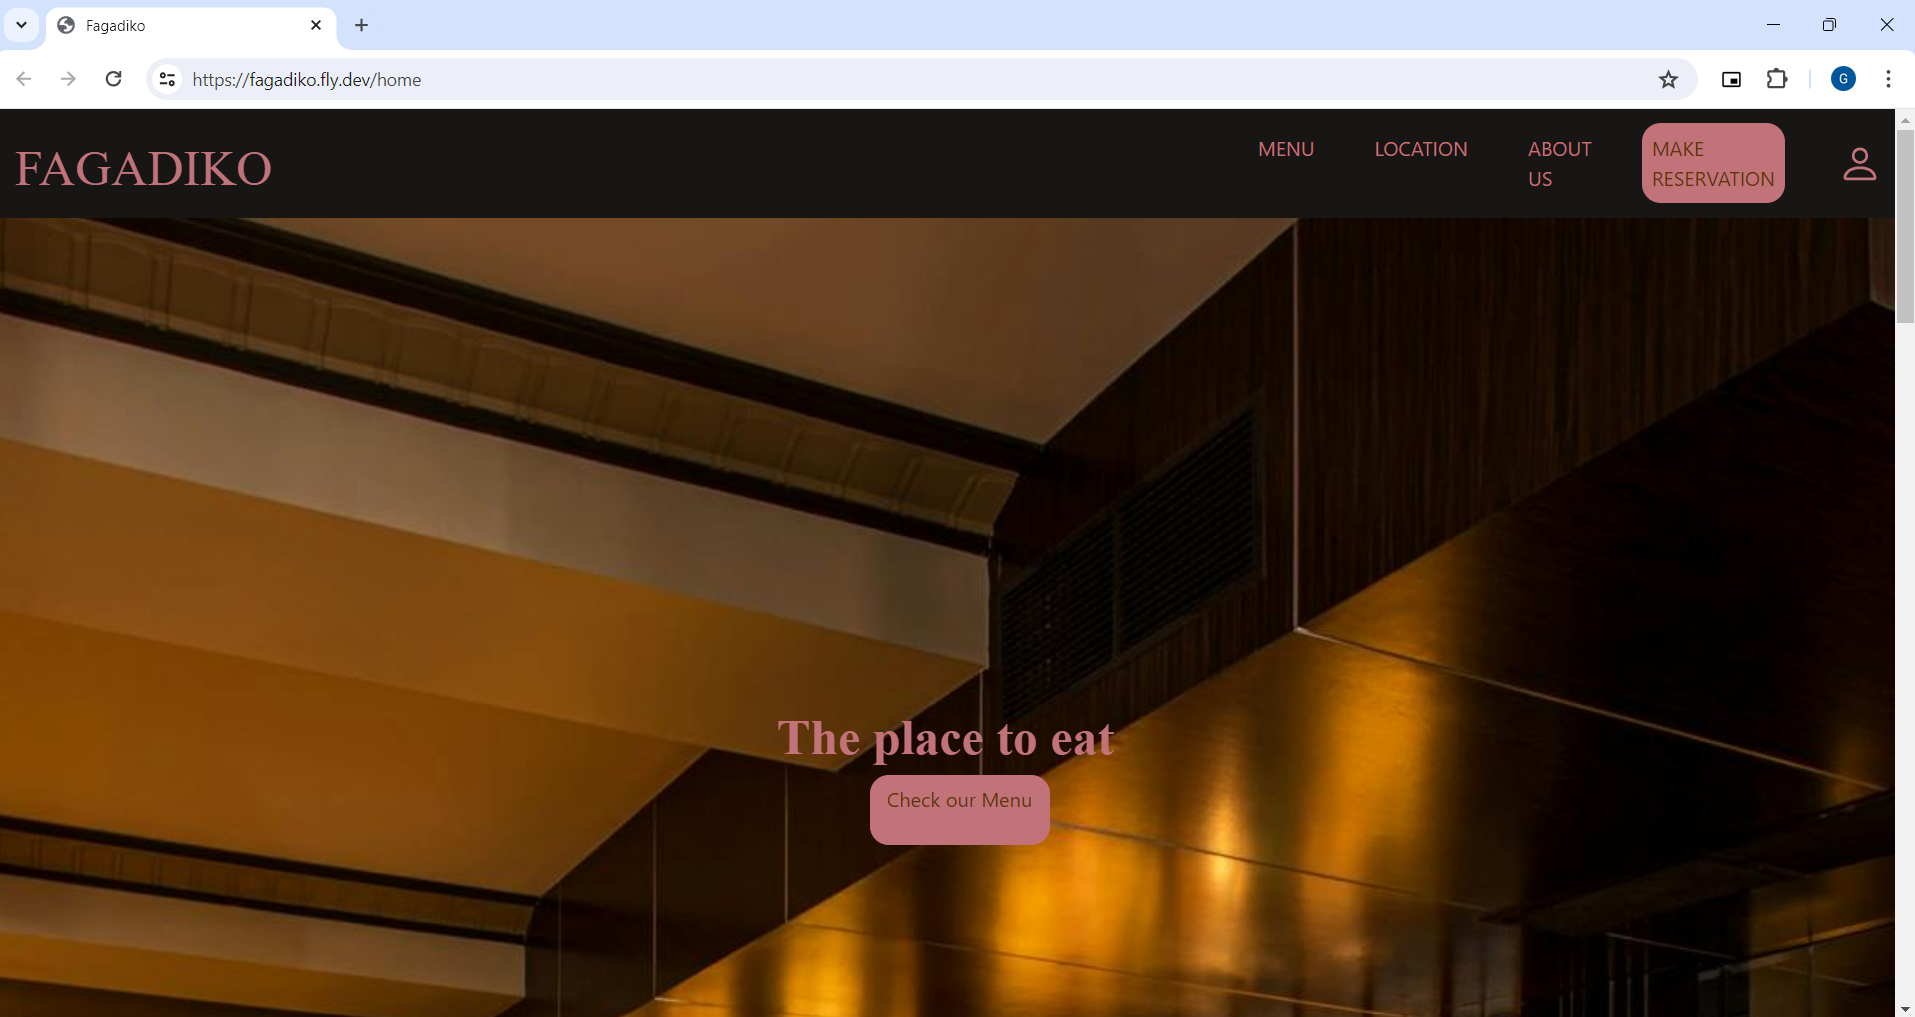 Fagadiko
https://fagadiko.fly.dev/home
G
FAGADIKO
MENU
LOCATION
ABOUT
US
MAKE
RESERVATION
The place to eat
Check our Menu